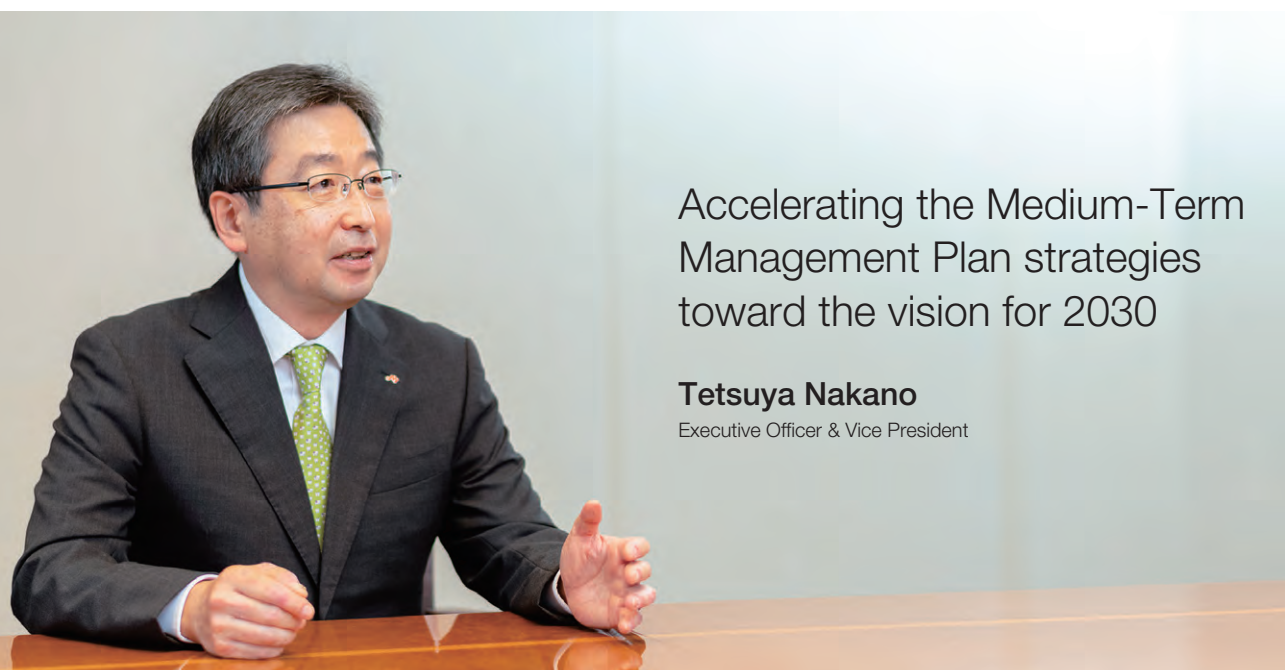 Accelerating the Medium-Term
Management Plan strategies
toward the vision for 2030
Tetsuya Nakano
Executive Officer & Vice President